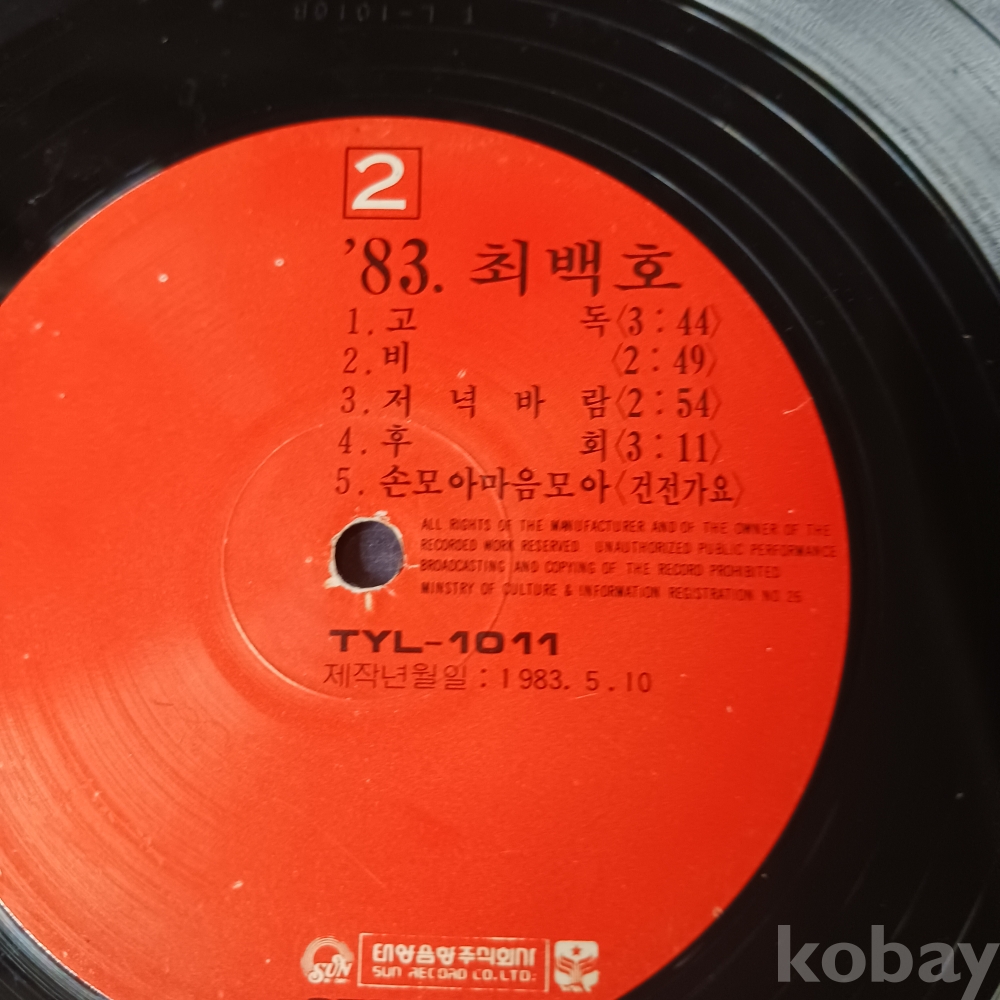 2
'83. 최백호
1. 고 독〈3 : 44〉
2. 비 〈2 : 49〉
3. 저 녁 바 람〈2 : 54〉
4. 후 회〈3 : 11〉
5. 손모아마음모아〈건전가요〉
ALL RIGHTS OF THE MANUFACTURER AND OF THE OWNER OF THE
RECORDED WORK RESERVED. UNAUTHORIZED PUBLIC PERFORMANCE
BROADCASTING AND COPYING OF THE RECORD PROHIBITED
MINSTRY OF CULTURE & INFORMATION REGISTRATION NO 26
TYL-1011
제작년월일 : 1983. 5. 10
SUN
태양음향주식회사
SUN RECORD CO. LTD.
kobay